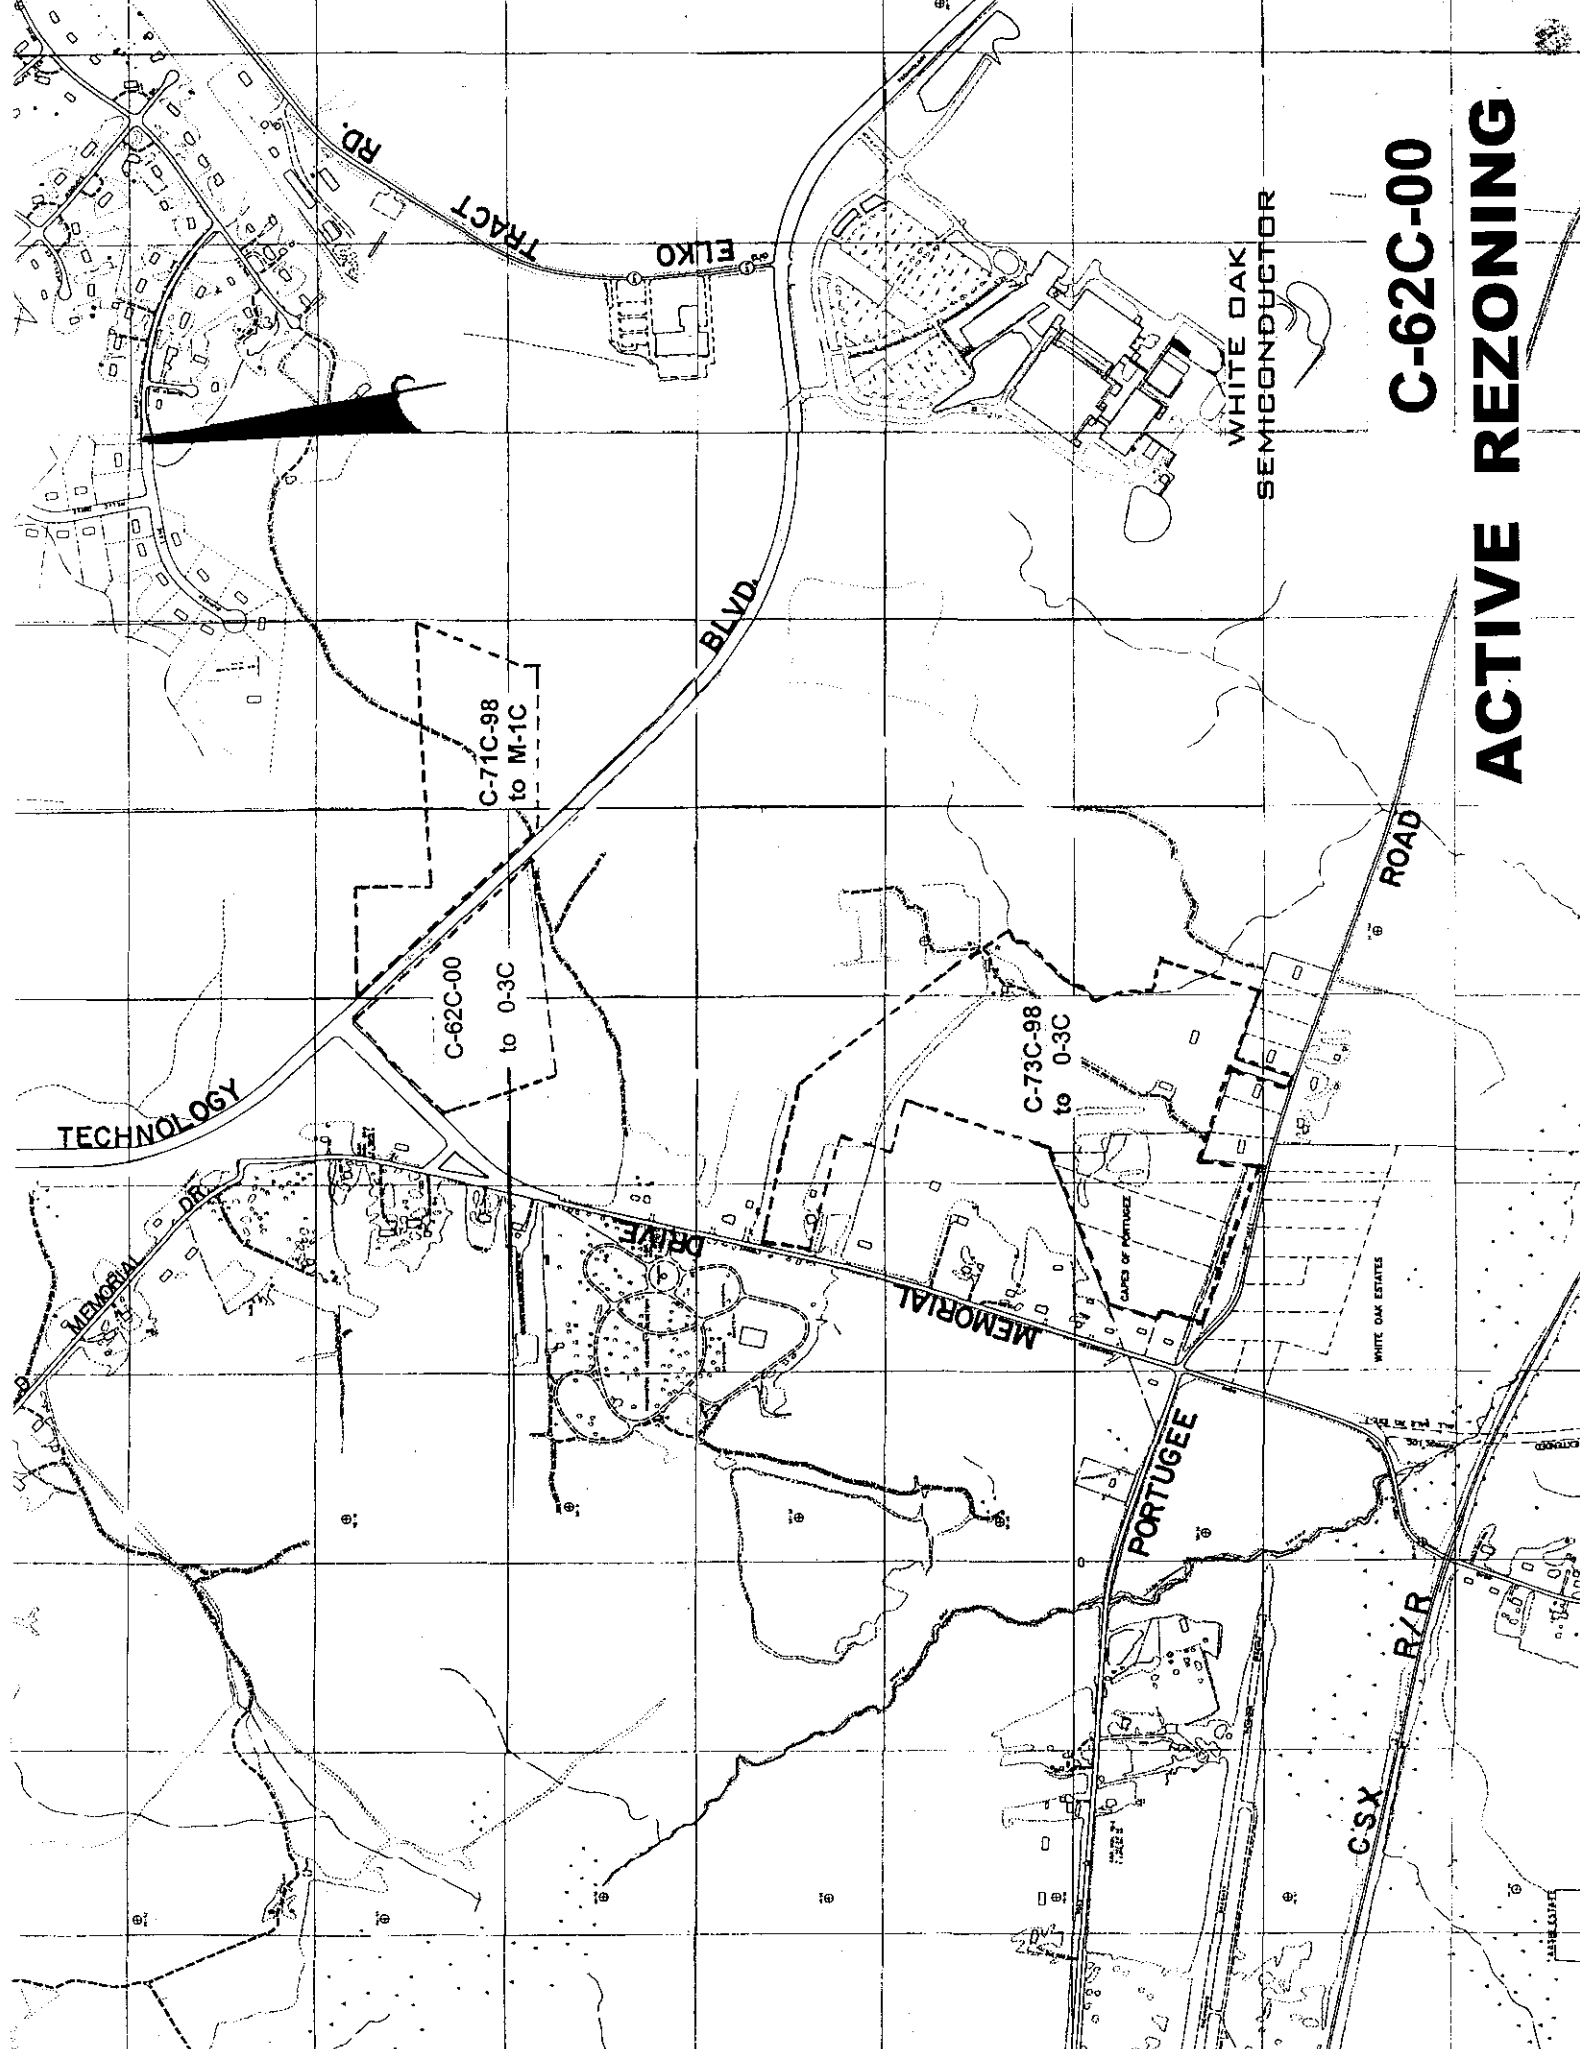 C-62C-00
ACTIVE REZONING
WHITE OAK
SEMICONDUCTOR
ELKO
TRACT
RD.
TECHNOLOGY
BLVD.
C-71C-98
to M-1C
C-62C-00
to 0-3C
C-73C-98
to 0-3C
MEMORIAL
DR.
MEMORIAL
DRIVE
CAPES OF PORTUGEE
PORTUGEE
ROAD
WHITE OAK ESTATES
CSX
R/R
EXTENDED